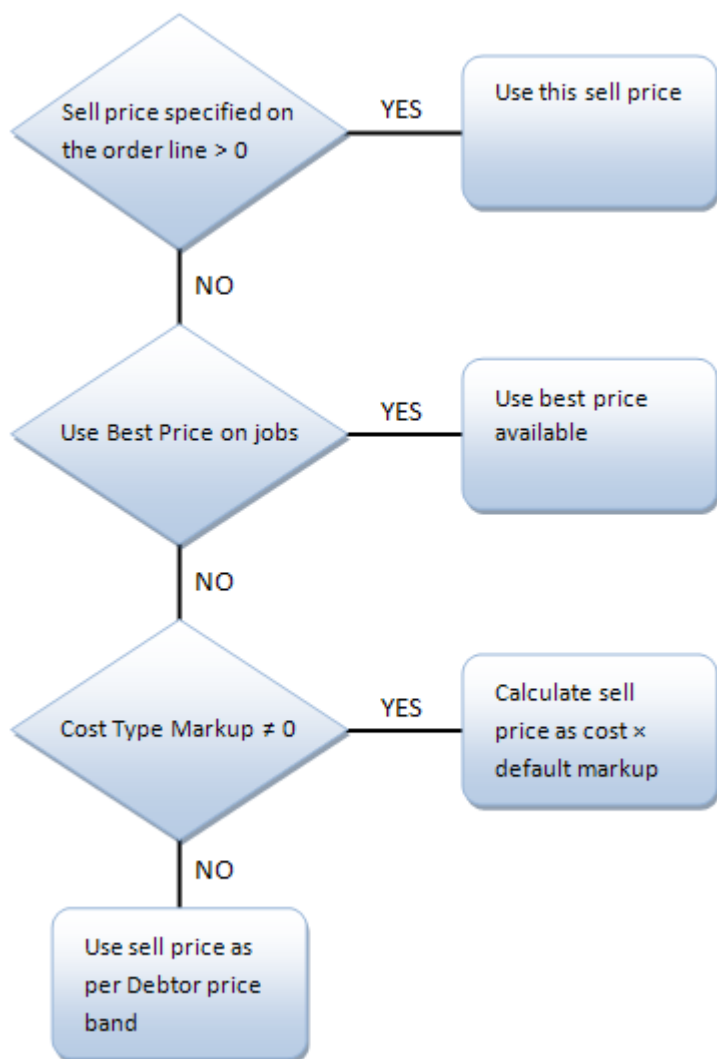 Sell price specified on
the order line > 0
YES
Use this sell price
NO
Use Best Price on jobs
YES
Use best price
available
NO
Cost Type Markup ≠ 0
YES
Calculate sell
price as cost ×
default markup
NO
Use sell price as
per Debtor price
band